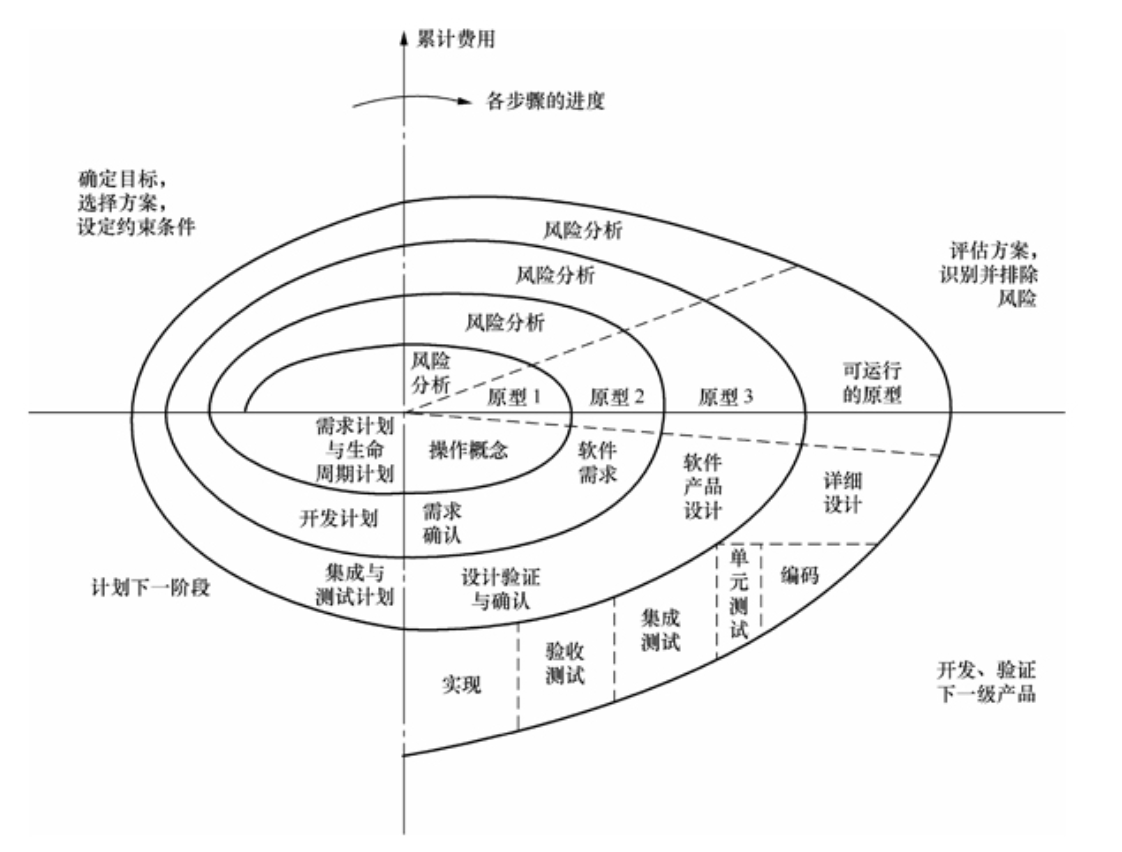 累计费用
各步骤的进度
确定目标，
选择方案，
设定约束条件
风险分析
评估方案，
识别并排除
风险
风险分析
风险分析
风险
分析
原型 1
原型 2
原型 3
可运行
的原型
需求计划
与生命
周期计划
操作概念
软件
需求
软件
产品
设计
详细
设计
开发计划
需求
确认
计划下一阶段
集成与
测试计划
设计验证
与确认
单
元
测
试
编码
集成
测试
验收
测试
实现
开发、验证
下一级产品